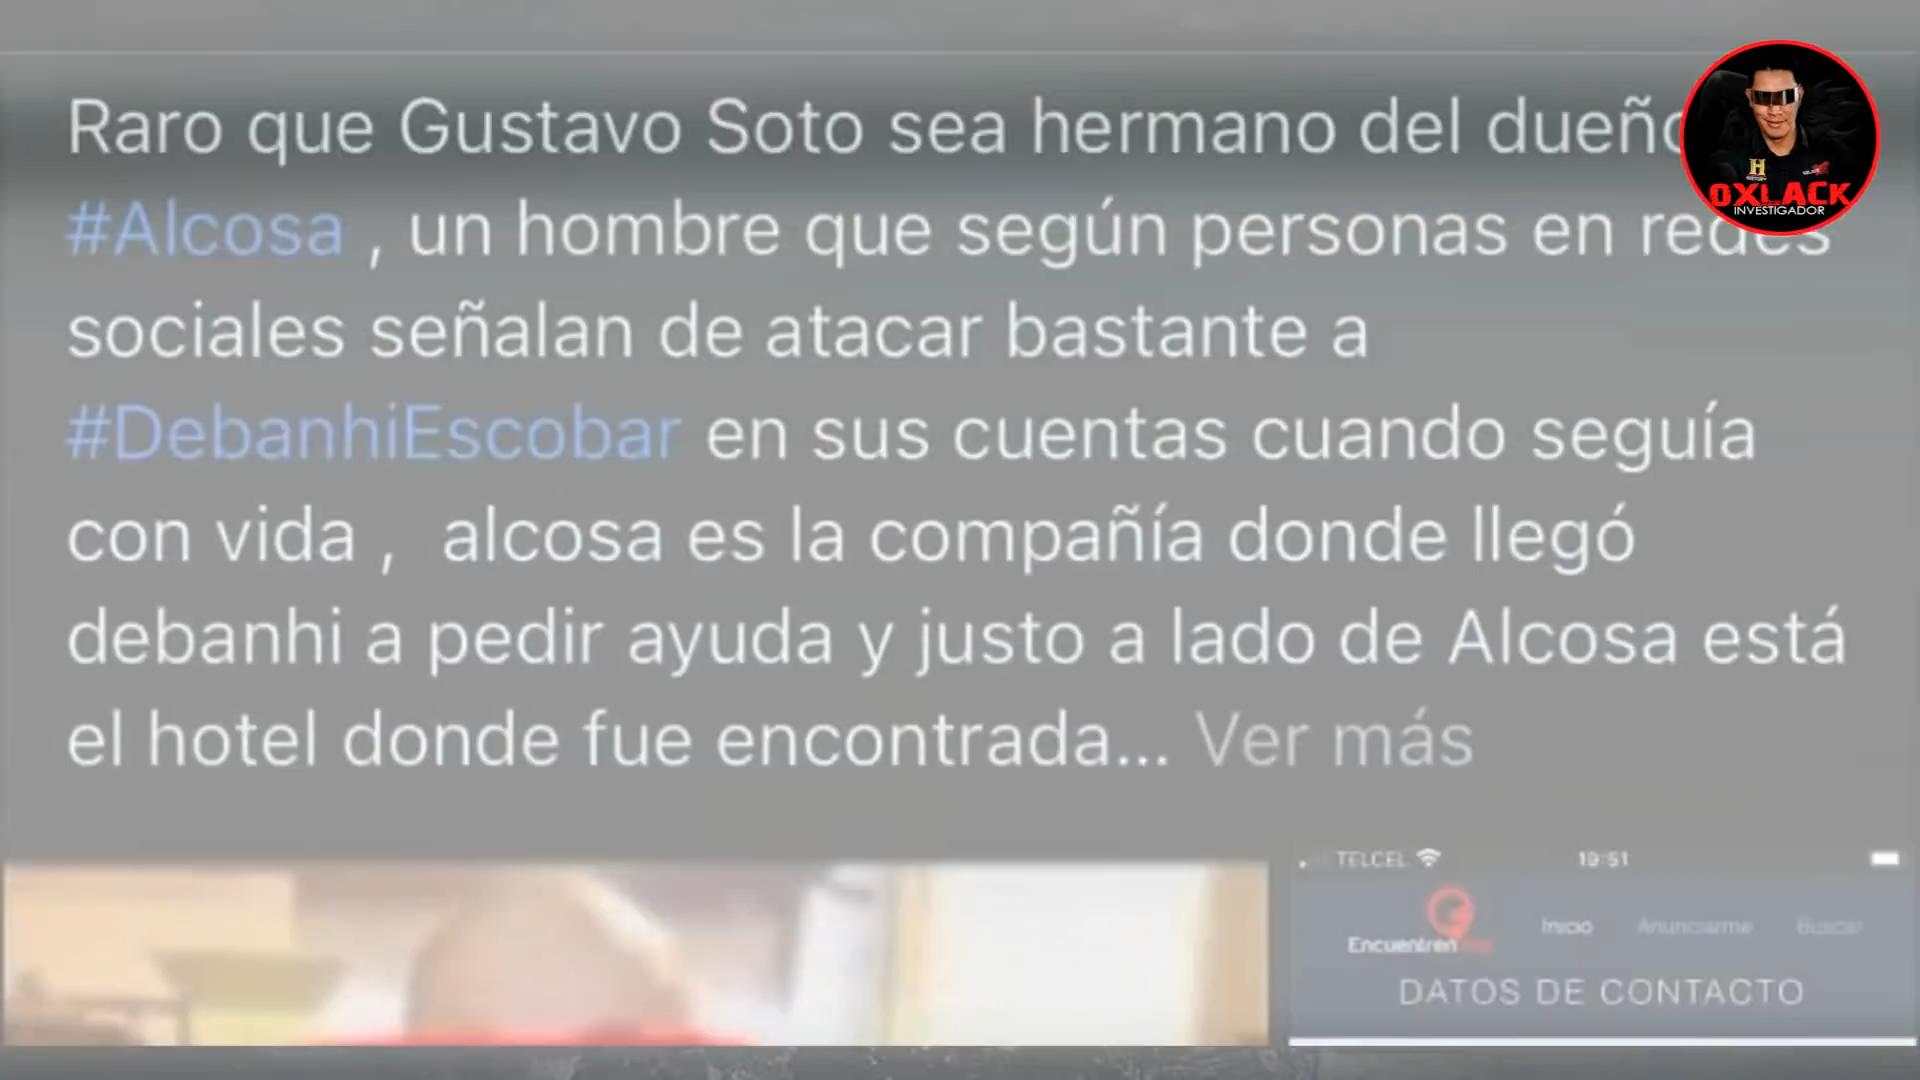 Raro que Gustavo Soto sea hermano del dueño
#Alcosa , un hombre que según personas en redes
sociales señalan de atacar bastante a
#DebanhiEscobar en sus cuentas cuando seguía
con vida , alcosa es la compañía donde llegó
debanhi a pedir ayuda y justo a lado de Alcosa está
el hotel donde fue encontrada... Ver más
H
OXLACK
INVESTIGADOR
TELCEL 19:51
Encuentren
Inicio Anunciarme Buscar
DATOS DE CONTACTO